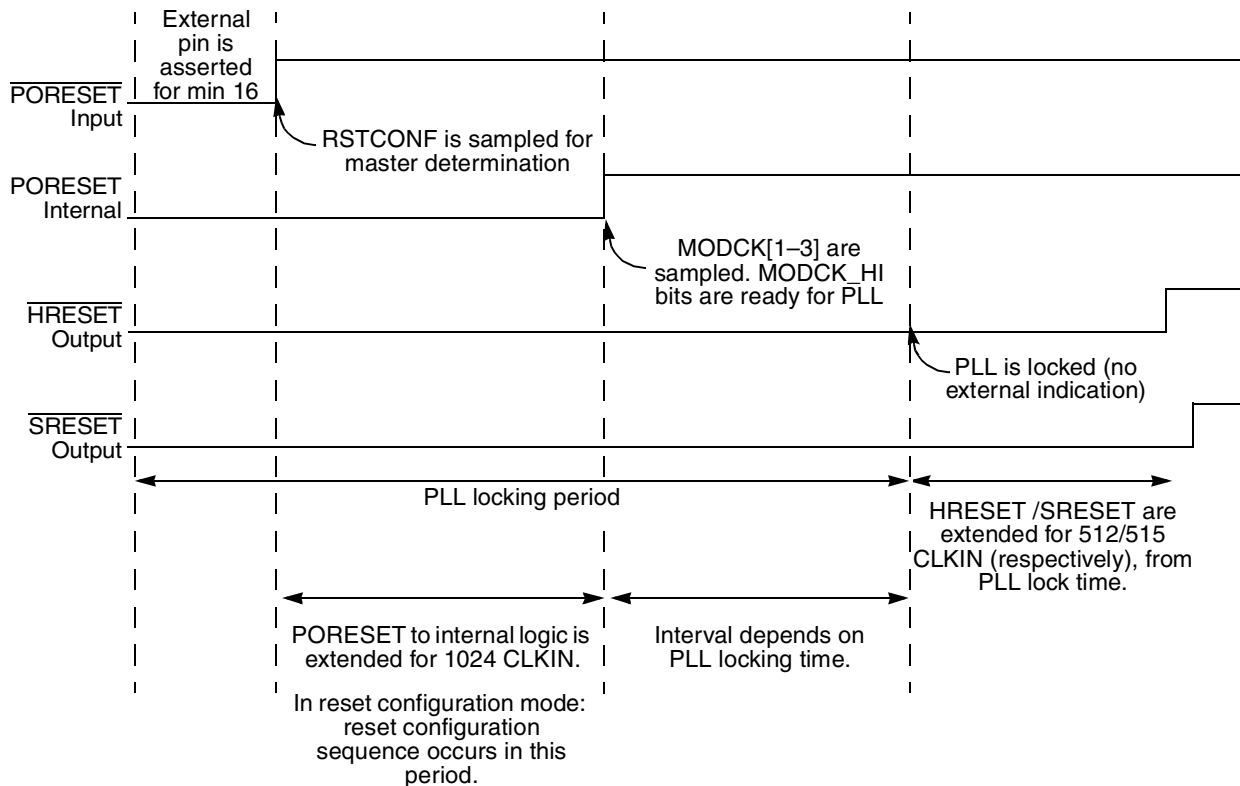 External
pin is
asserted
for min 16
PORESET
Input
RSTCONF is sampled for
master determination
PORESET
Internal
MODCK[1–3] are
sampled. MODCK_HI
bits are ready for PLL
HRESET
Output
PLL is locked (no
external indication)
SRESET
Output
PLL locking period
HRESET /SRESET are
extended for 512/515
CLKIN (respectively), from
PLL lock time.
PORESET to internal logic is
extended for 1024 CLKIN.
Interval depends on
PLL locking time.
In reset configuration mode:
reset configuration
sequence occurs in this
period.